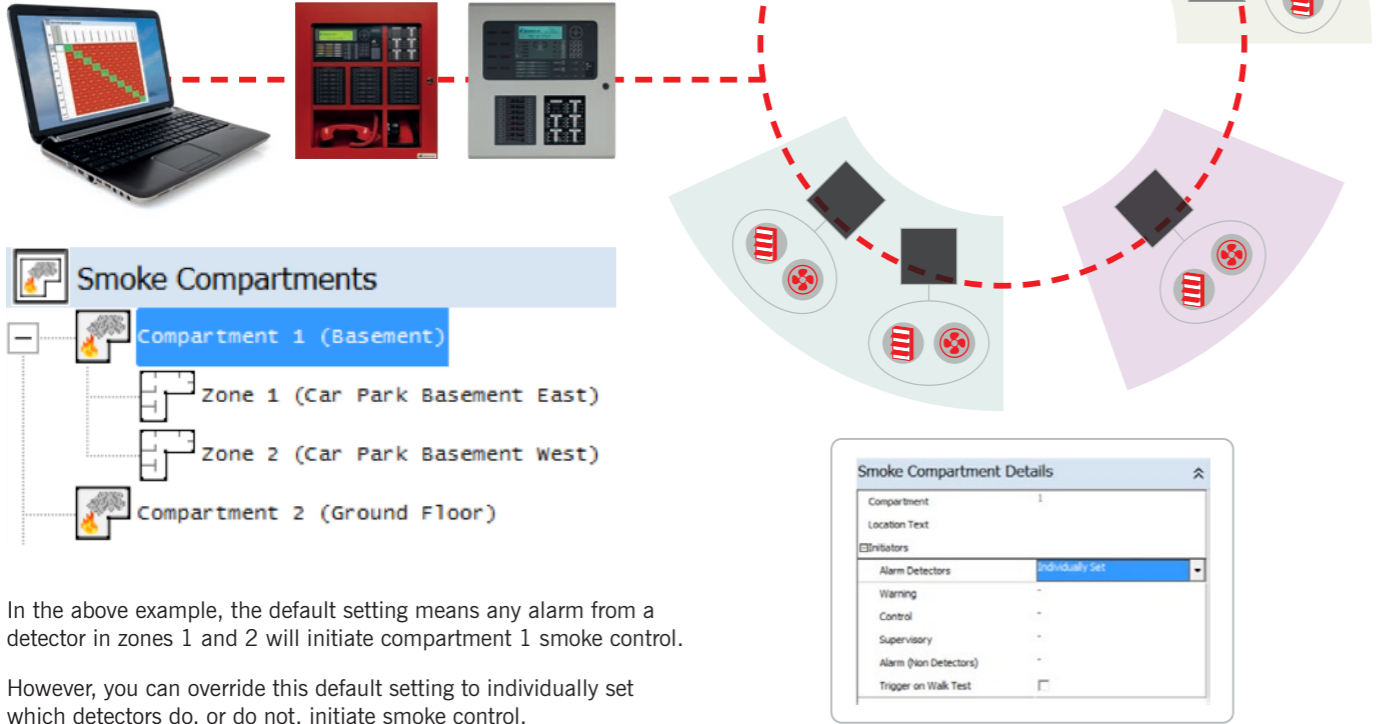 Smoke Compartments
Compartment 1 (Basement)
Zone 1 (Car Park Basement East)
Zone 2 (Car Park Basement West)
Compartment 2 (Ground Floor)
In the above example, the default setting means any alarm from a
detector in zones 1 and 2 will initiate compartment 1 smoke control.
However, you can override this default setting to individually set
which detectors do, or do not, initiate smoke control.
Smoke Compartment Details
Compartment 1
Location Text
Initiators
Alarm Detectors Individually Set
Warning -
Control -
Supervisory -
Alarm (Non Detectors) -
Trigger on Walk Test